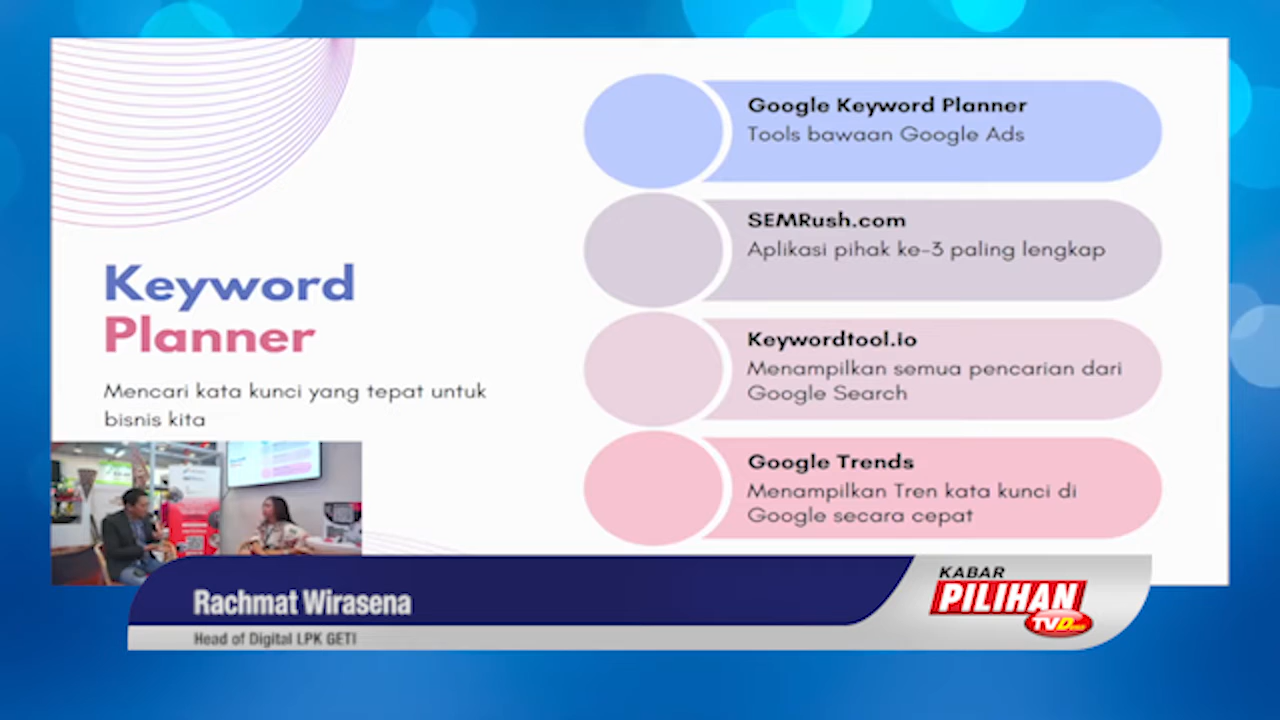 Google Keyword Planner
Tools bawaan Google Ads
SEMRush.com
Aplikasi pihak ke-3 paling lengkap
Keyword
Planner
Mencari kata kunci yang tepat untuk
bisnis kita
Keywordtool.io
Menampilkan semua pencarian dari
Google Search
Google Trends
Menampilkan Tren kata kunci di
Google secara cepat
Rachmat Wirasena
Head of Digital LPK GETI
KABAR
PILIHAN
TVD